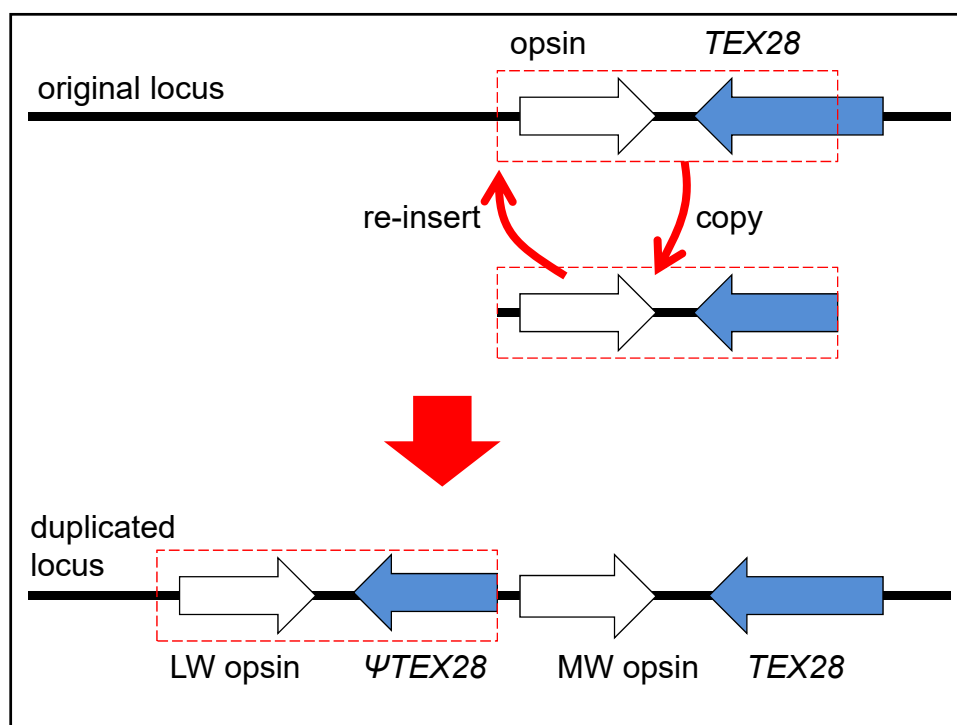 opsin TEX28
original locus
re-insert copy
duplicated
locus
LW opsin ΨTEX28 MW opsin TEX28